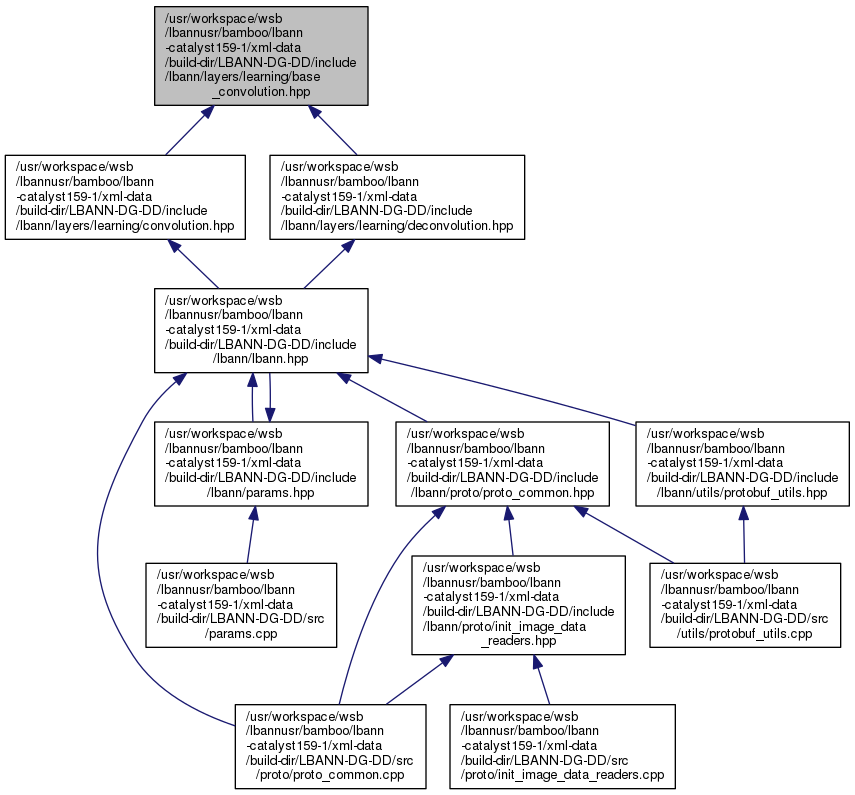 /usr/workspace/wsb
/lbannusr/bamboo/lbann
-catalyst159-1/xml-data
/build-dir/LBANN-DG-DD/include
/lbann/layers/learning/base
_convolution.hpp
/usr/workspace/wsb
/lbannusr/bamboo/lbann
-catalyst159-1/xml-data
/build-dir/LBANN-DG-DD/include
/lbann/layers/learning/convolution.hpp
/usr/workspace/wsb
/lbannusr/bamboo/lbann
-catalyst159-1/xml-data
/build-dir/LBANN-DG-DD/include
/lbann/layers/learning/deconvolution.hpp
/usr/workspace/wsb
/lbannusr/bamboo/lbann
-catalyst159-1/xml-data
/build-dir/LBANN-DG-DD/include
/lbann/lbann.hpp
/usr/workspace/wsb
/lbannusr/bamboo/lbann
-catalyst159-1/xml-data
/build-dir/LBANN-DG-DD/include
/lbann/params.hpp
/usr/workspace/wsb
/lbannusr/bamboo/lbann
-catalyst159-1/xml-data
/build-dir/LBANN-DG-DD/include
/lbann/proto/proto_common.hpp
/usr/workspace/wsb
/lbannusr/bamboo/lbann
-catalyst159-1/xml-data
/build-dir/LBANN-DG-DD/include
/lbann/utils/protobuf_utils.hpp
/usr/workspace/wsb
/lbannusr/bamboo/lbann
-catalyst159-1/xml-data
/build-dir/LBANN-DG-DD/src
/params.cpp
/usr/workspace/wsb
/lbannusr/bamboo/lbann
-catalyst159-1/xml-data
/build-dir/LBANN-DG-DD/include
/lbann/proto/init_image_data
_readers.hpp
/usr/workspace/wsb
/lbannusr/bamboo/lbann
-catalyst159-1/xml-data
/build-dir/LBANN-DG-DD/src
/utils/protobuf_utils.cpp
/usr/workspace/wsb
/lbannusr/bamboo/lbann
-catalyst159-1/xml-data
/build-dir/LBANN-DG-DD/src
/proto/proto_common.cpp
/usr/workspace/wsb
/lbannusr/bamboo/lbann
-catalyst159-1/xml-data
/build-dir/LBANN-DG-DD/src
/proto/init_image_data_readers.cpp